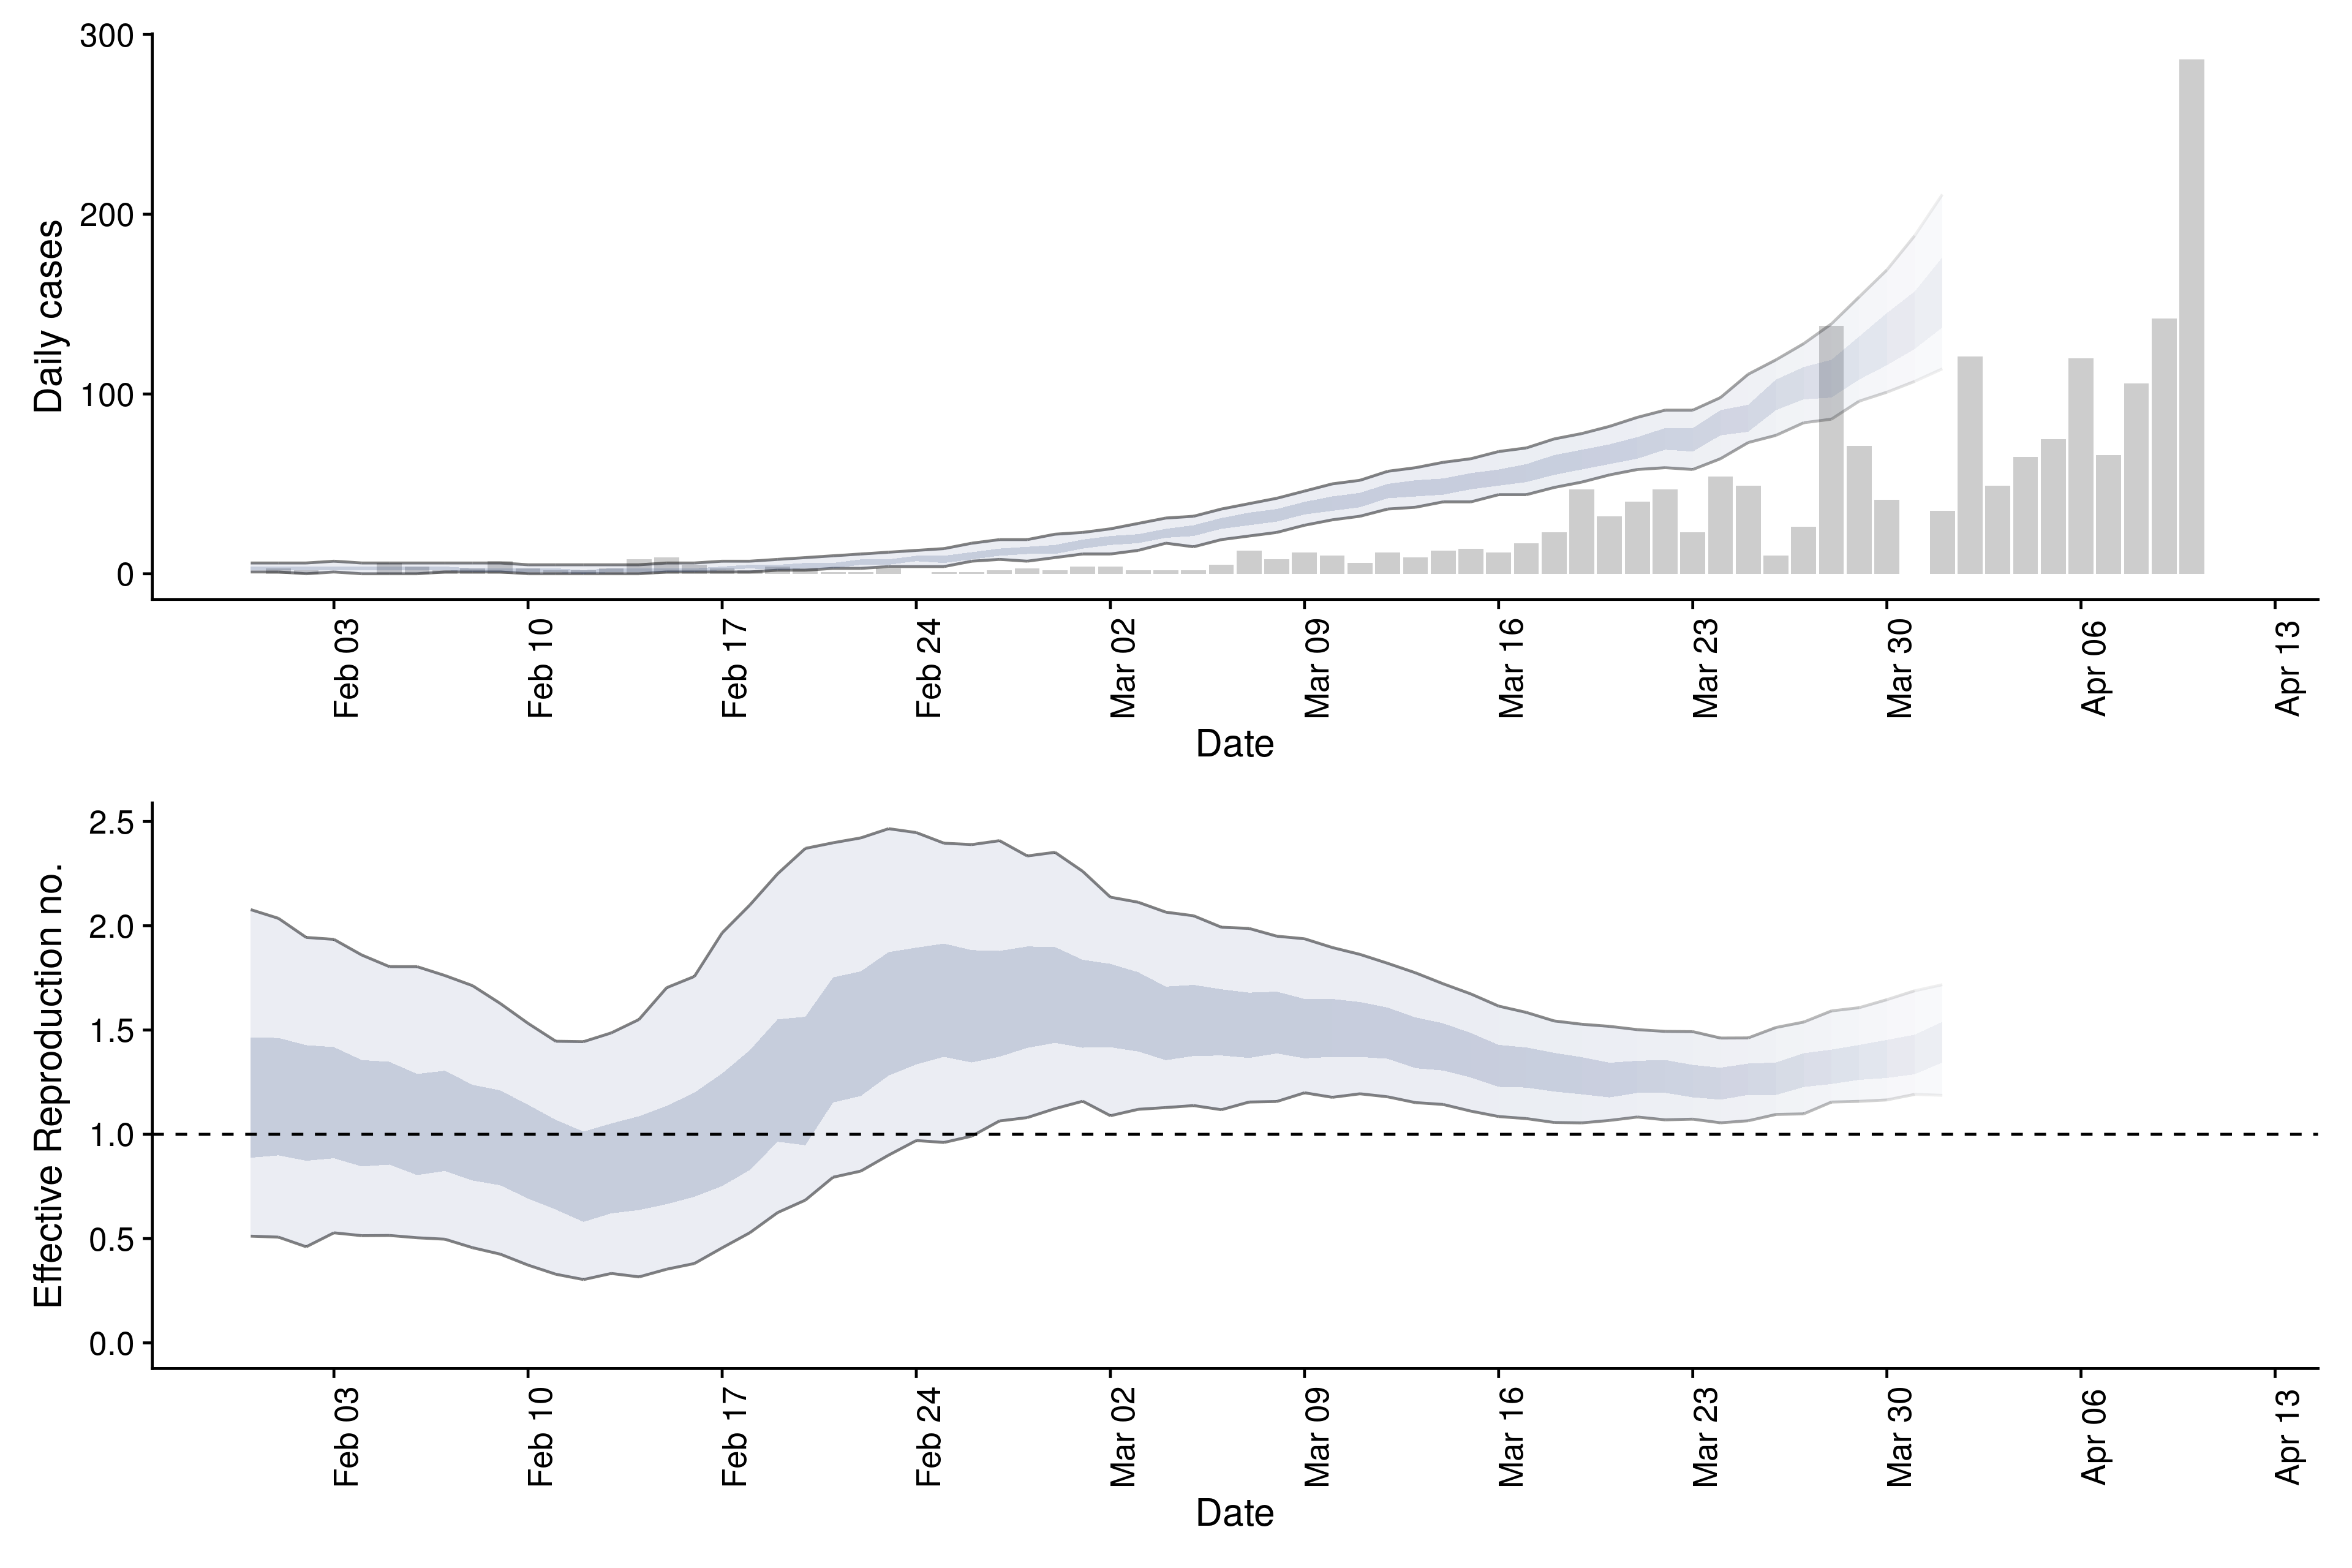 Daily cases
300
200
100
0
Feb 03
Feb 10
Feb 17
Feb 24
Mar 02
Mar 09
Mar 16
Mar 23
Mar 30
Apr 06
Apr 13
Date
Effective Reproduction no.
2.5
2.0
1.5
1.0
0.5
0.0
Feb 03
Feb 10
Feb 17
Feb 24
Mar 02
Mar 09
Mar 16
Mar 23
Mar 30
Apr 06
Apr 13
Date